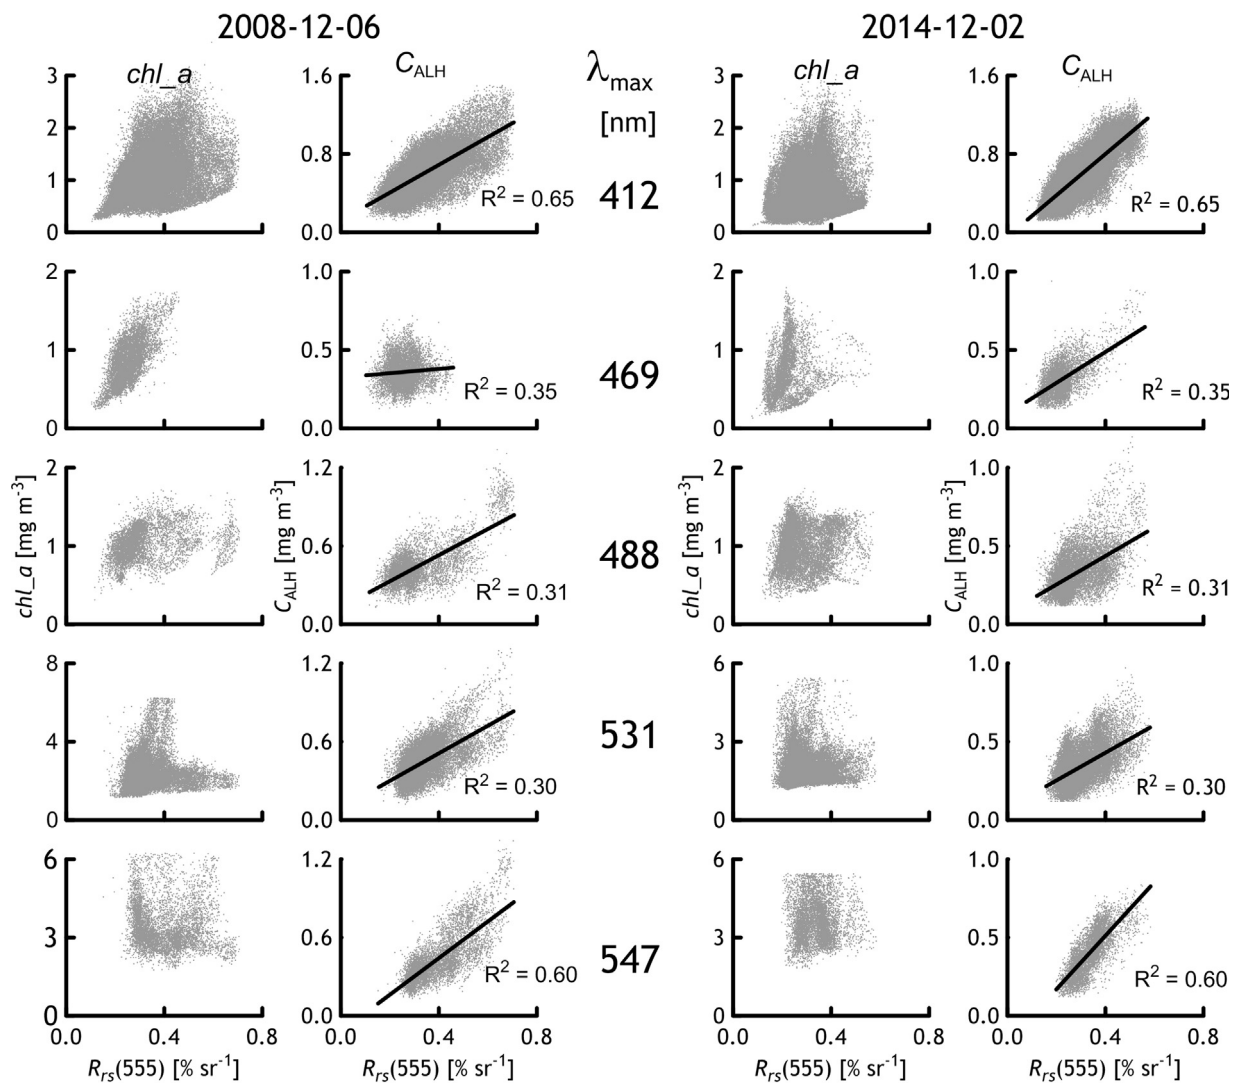 2008-12-06 2014-12-02
chl_a C_ALH λmax chl_a C_ALH
[nm]
3 1.6 3 1.6
2 2
0.8 412 0.8
1 R² = 0.65 1 R² = 0.65
0 0.0 0 0.0
2 1.0 2 1.0
1 0.5 469 1 0.5
R² = 0.35 R² = 0.35
0 0.0 0 0.0
2 1.2 2 1.0
chl_a [mg m⁻³] C_ALH [mg m⁻³] chl_a [mg m⁻³] C_ALH [mg m⁻³]
1 0.6 488 1 0.5
R² = 0.31 R² = 0.31
0 0.0 0 0.0
8 1.2 6 1.0
4 0.6 531 3 0.5
R² = 0.30 R² = 0.30
0 0.0 0 0.0
6 1.2 6 1.0
3 0.6 547 3 0.5
R² = 0.60 R² = 0.60
0 0.0 0 0.0
0.0 0.4 0.8 0.0 0.4 0.8 0.0 0.4 0.8 0.0 0.4 0.8
Rrs(555) [% sr⁻¹] Rrs(555) [% sr⁻¹] Rrs(555) [% sr⁻¹] Rrs(555) [% sr⁻¹]